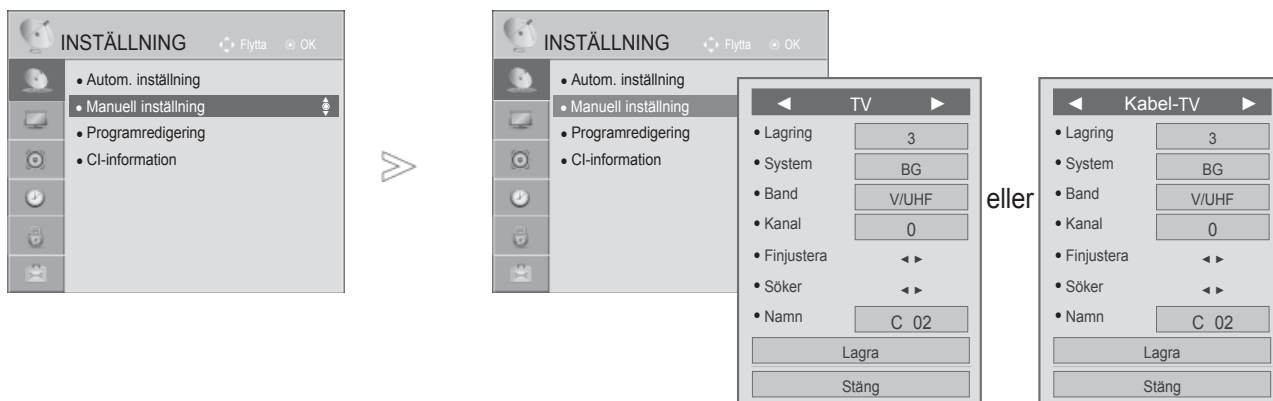 INSTÄLLNING Flytta OK
• Autom. inställning
• Manuell inställning
• Programredigering
• CI-information
INSTÄLLNING Flytta OK
• Autom. inställning
• Manuell inställning
• Programredigering
• CI-information
◄ TV ►
• Lagring 3
• System BG
• Band V/UHF
• Kanal 0
• Finjustera ◄ ►
• Söker ◄ ►
• Namn C 02
Lagra
Stäng
eller
◄ Kabel-TV ►
• Lagring 3
• System BG
• Band V/UHF
• Kanal 0
• Finjustera ◄ ►
• Söker ◄ ►
• Namn C 02
Lagra
Stäng